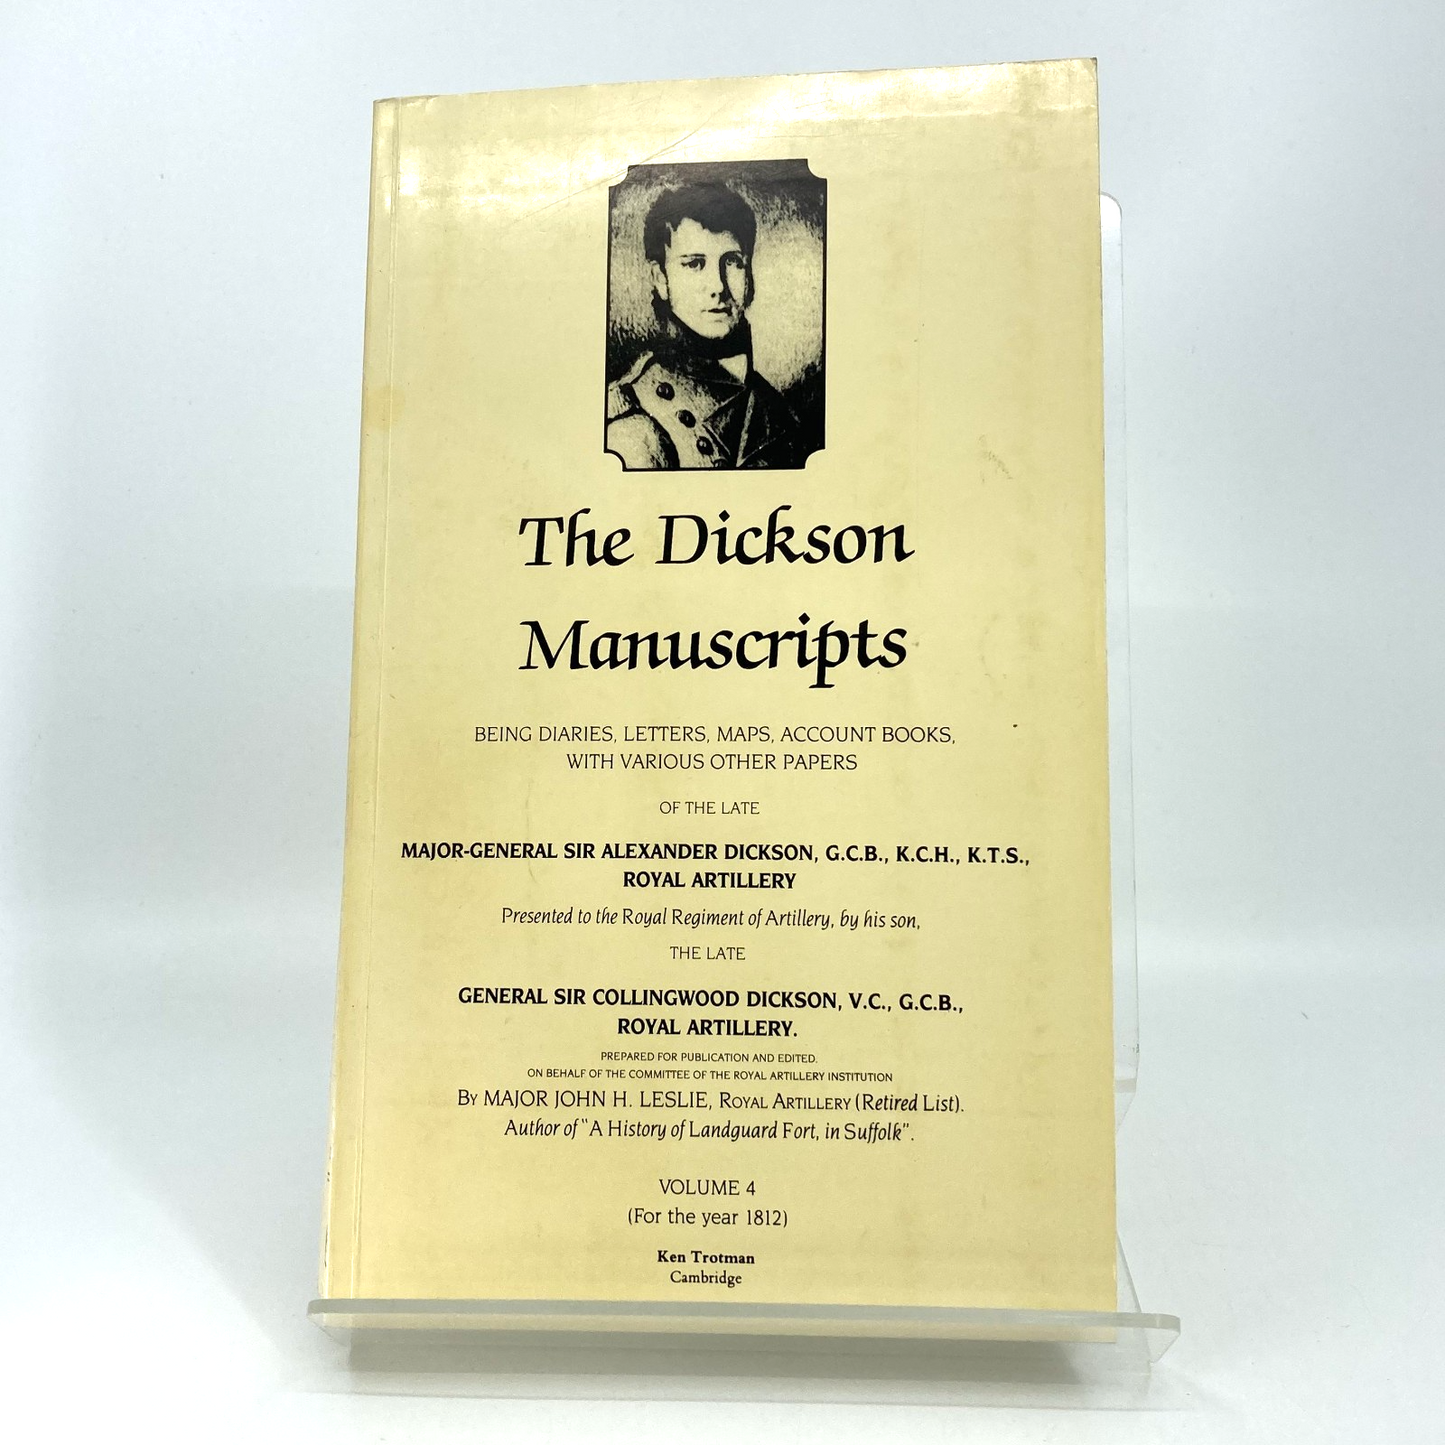 The Dickson
Manuscripts
BEING DIARIES, LETTERS, MAPS, ACCOUNT BOOKS,
WITH VARIOUS OTHER PAPERS
OF THE LATE
MAJOR-GENERAL SIR ALEXANDER DICKSON, G.C.B., K.C.H., K.T.S.,
ROYAL ARTILLERY
Presented to the Royal Regiment of Artillery, by his son,
THE LATE
GENERAL SIR COLLINGWOOD DICKSON, V.C., G.C.B.,
ROYAL ARTILLERY.
PREPARED FOR PUBLICATION AND EDITED.
ON BEHALF OF THE COMMITTEE OF THE ROYAL ARTILLERY INSTITUTION
By MAJOR JOHN H. LESLIE, ROYAL ARTILLERY (Retired List).
Author of "A History of Landguard Fort, in Suffolk".
VOLUME 4
(For the year 1812)
Ken Trotman
Cambridge